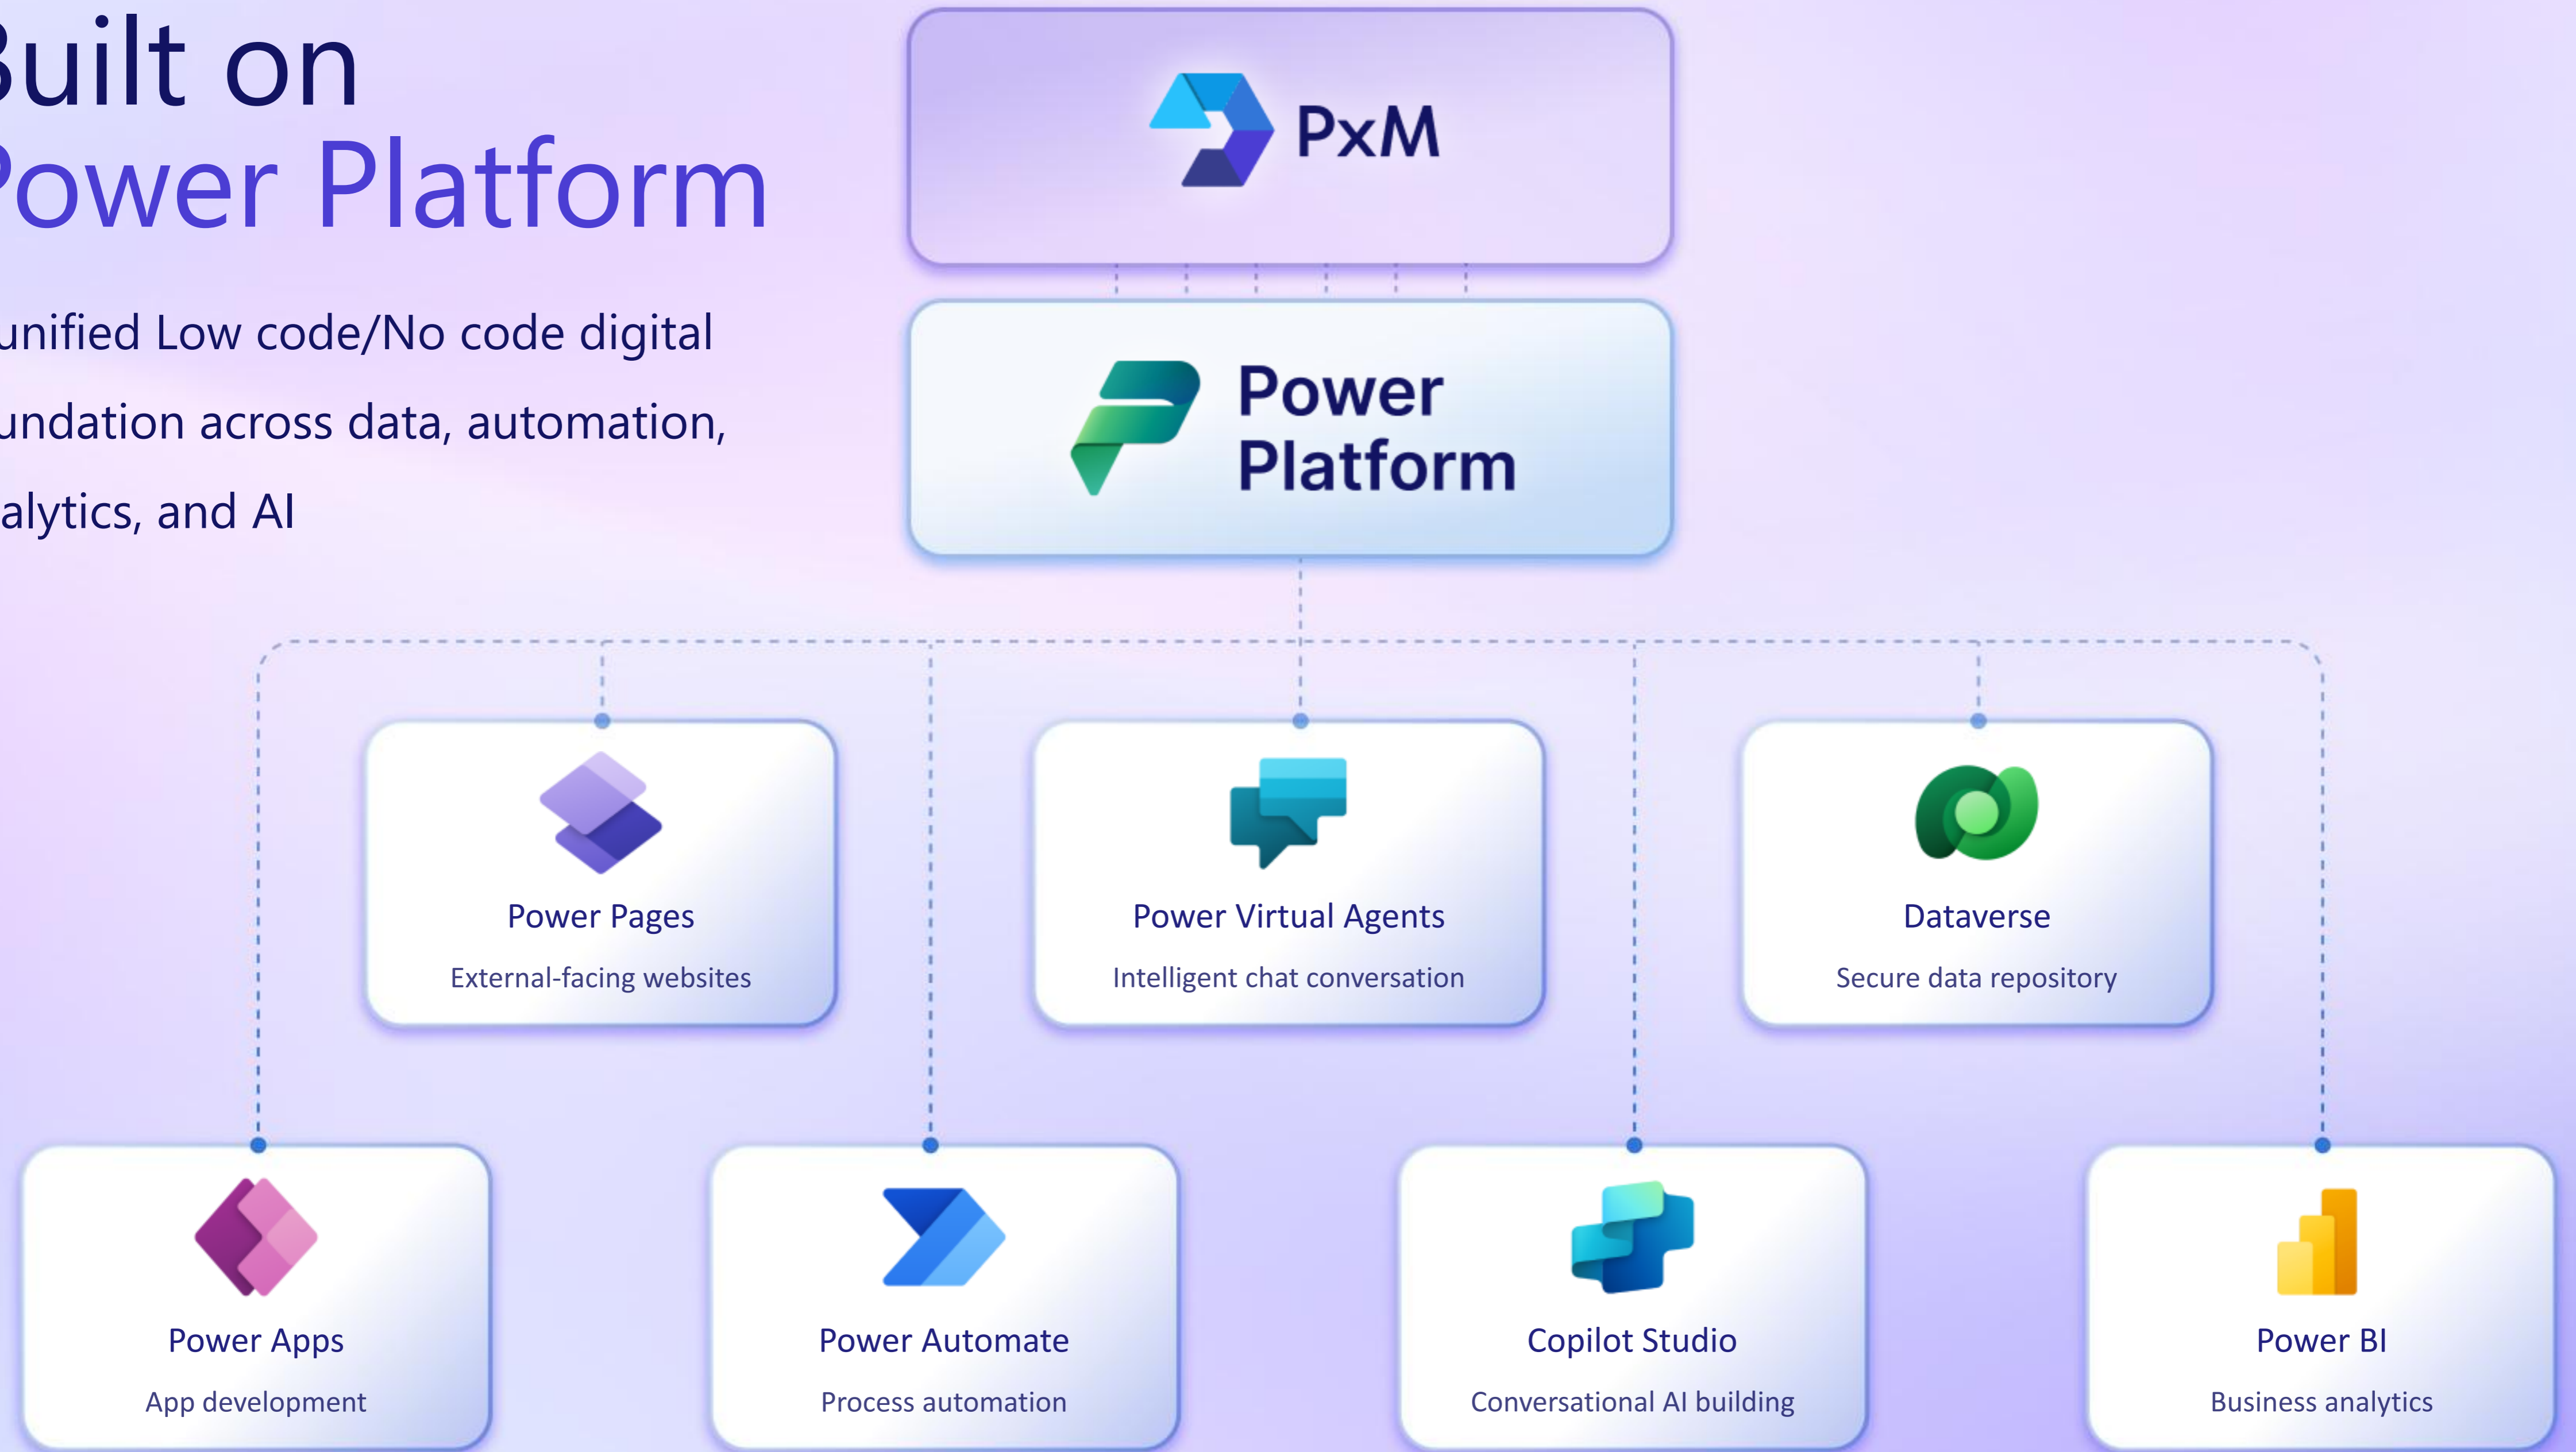 Built on
Power Platform
unified Low code/No code digital
undation across data, automation,
alytics, and AI
PxM
Power
Platform
Power Pages
External-facing websites
Power Virtual Agents
Intelligent chat conversation
Dataverse
Secure data repository
Power Apps
App development
Power Automate
Process automation
Copilot Studio
Conversational AI building
Power BI
Business analytics